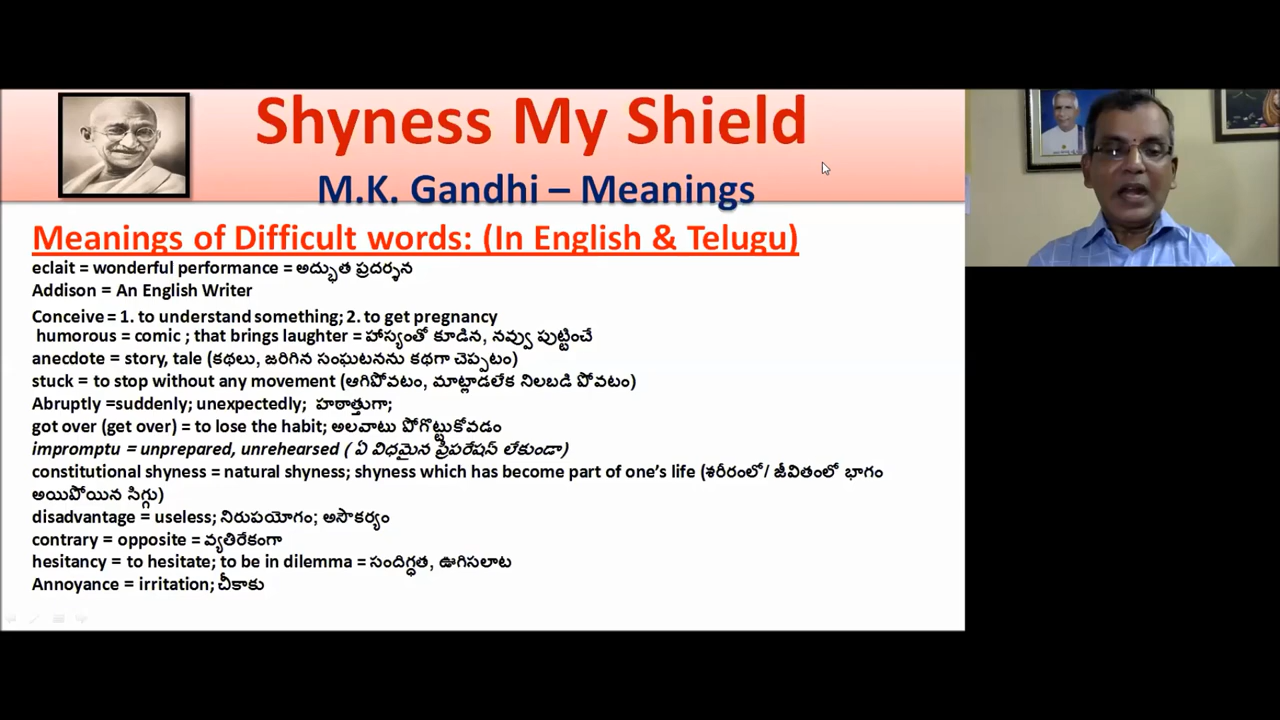 Shyness My Shield
M.K. Gandhi – Meanings
Meanings of Difficult words: (In English & Telugu)
eclait = wonderful performance = అద్భుత ప్రదర్శన
Addison = An English Writer
Conceive = 1. to understand something; 2. to get pregnancy
humorous = comic ; that brings laughter = హాస్యంతో కూడిన, నవ్వు పుట్టించే
anecdote = story, tale (కథలు, జరిగిన సంఘటనను కథగా చెప్పటం)
stuck = to stop without any movement (ఆగిపోవటం, మాట్లాడలేక నిలబడి పోవటం)
Abruptly =suddenly; unexpectedly; హఠాత్తుగా;
got over (get over) = to lose the habit; అలవాటు పోగొట్టుకోవడం
impromptu = unprepared, unrehearsed ( ఏ విధమైన ప్రిపరేషన్ లేకుండా)
constitutional shyness = natural shyness; shyness which has become part of one’s life (శరీరంలో/ జీవితంలో భాగం
అయిపోయిన సిగ్గు)
disadvantage = useless; నిరుపయోగం; అసౌకర్యం
contrary = opposite = వ్యతిరేకంగా
hesitancy = to hesitate; to be in dilemma = సందిగ్ధత, ఊగిసలాట
Annoyance = irritation; చీకాకు